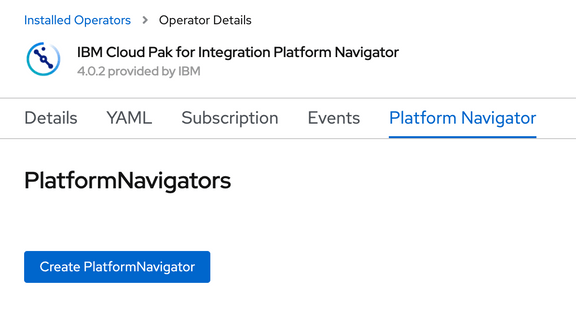 Installed Operators > Operator Details
IBM Cloud Pak for Integration Platform Navigator
4.0.2 provided by IBM
Details YAML Subscription Events Platform Navigator
PlatformNavigators
Create PlatformNavigator